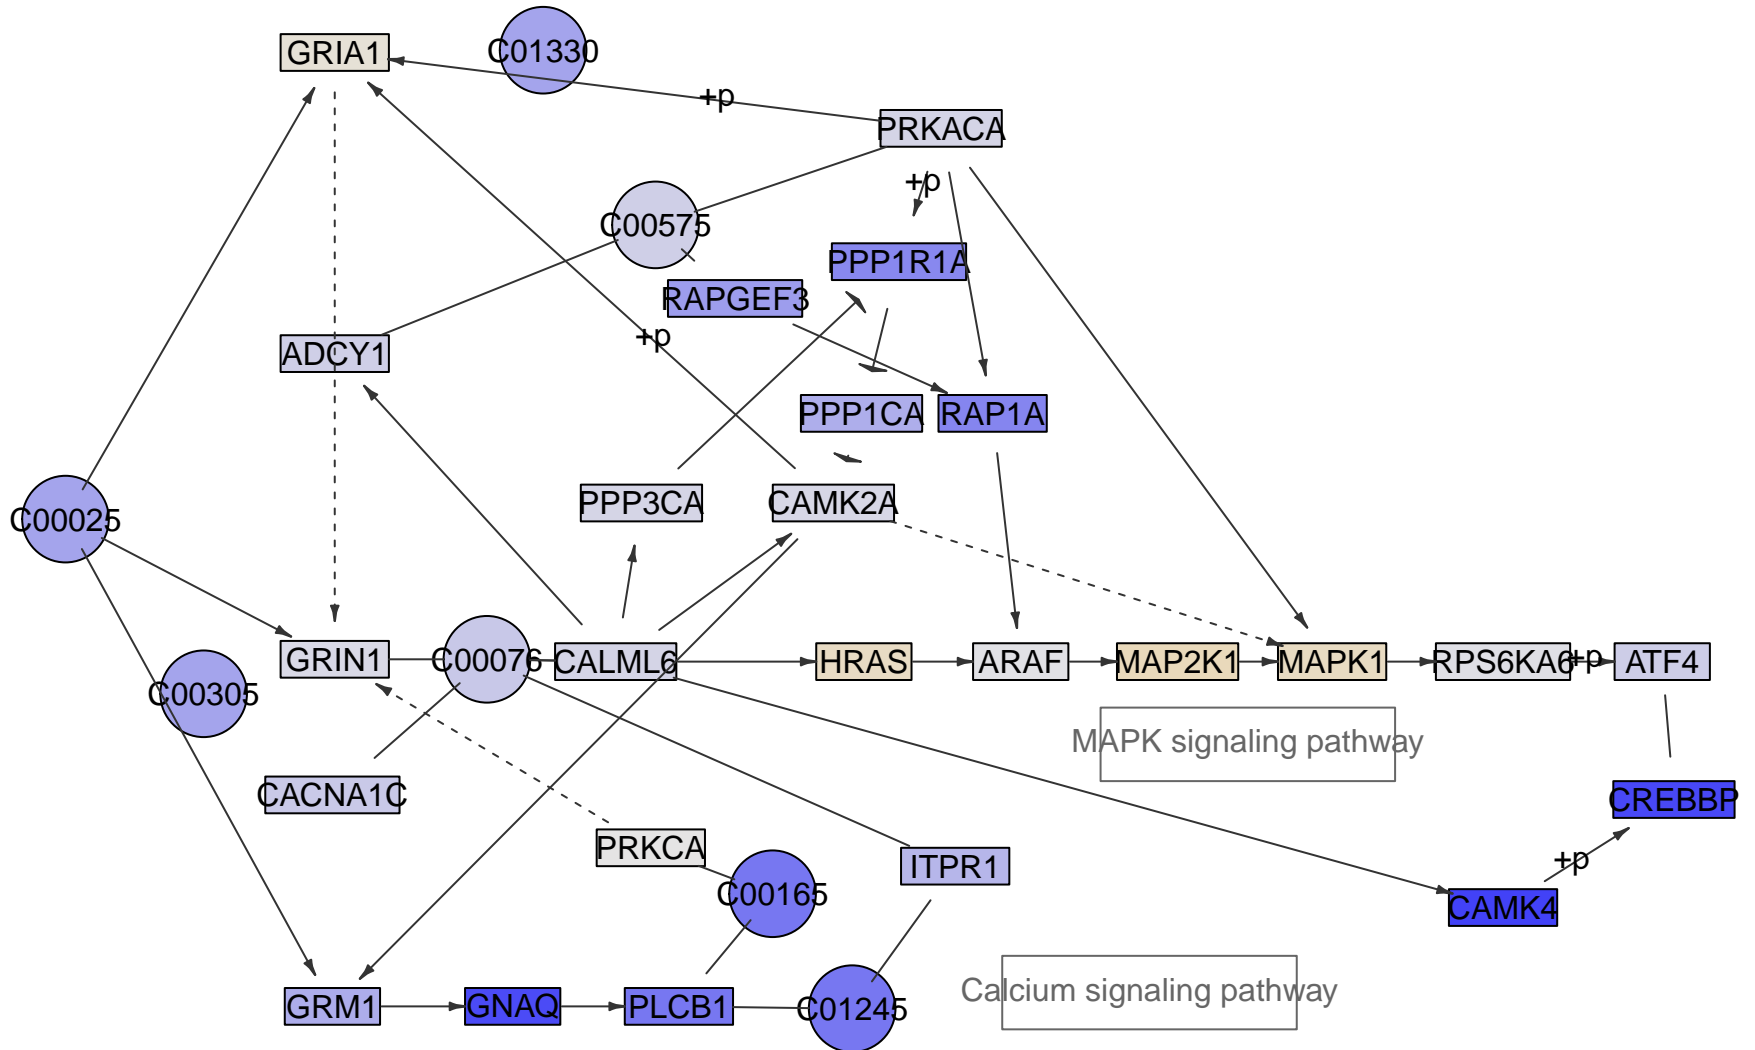 GRIA1
C01330
+p
PRKACA
+p
C00575
PPP1R1A
RAPGEF3
+p
ADCY1
PPP1CA
RAP1A
C00025
PPP3CA
CAMK2A
GRIN1
C00076
CALML6
HRAS
ARAF
MAP2K1
MAPK1
RPS6KA6
+p
ATF4
C00305
MAPK signaling pathway
CACNA1C
CREBBP
PRKCA
ITPR1
+p
C00165
CAMK4
Calcium signaling pathway
GRM1
GNAQ
PLCB1
C01245